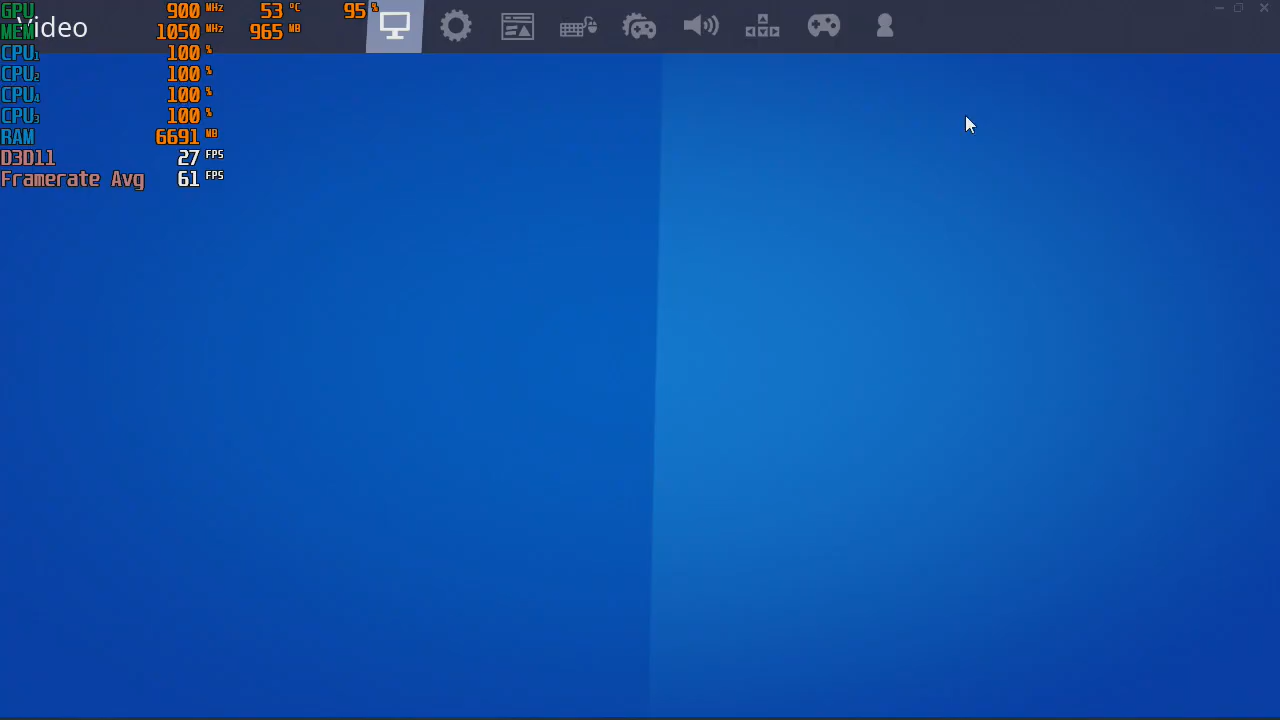 Video
GPU 900 MHz 53 °C 95 %
MEM 1050 MHz 965 MB
CPU1 100 %
CPU2 100 %
CPU4 100 %
CPU3 100 %
RAM 6691 MB
D3D11 27 FPS
Framerate Avg 61 FPS